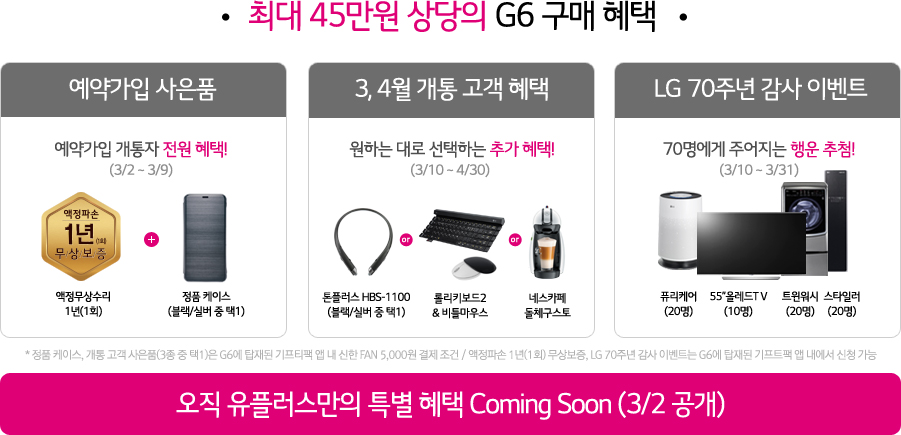 • 최대 45만원 상당의 G6 구매 혜택 •
예약가입 사은품
예약가입 개통자 전원 혜택!
(3/2 ~ 3/9)
액정파손
1년(1회)
무상보증
+
액정무상수리
1년(1회)
정품 케이스
(블랙/실버 중 택1)
3, 4월 개통 고객 혜택
원하는 대로 선택하는 추가 혜택!
(3/10 ~ 4/30)
or
or
톤플러스 HBS-1100
(블랙/실버 중 택1)
롤리키보드2
& 비틀마우스
네스카페
돌체구스토
LG 70주년 감사 이벤트
70명에게 주어지는 행운 추첨!
(3/10 ~ 3/31)
퓨리케어
(20명)
55"올레드TV
(10명)
트윈워시
(20명)
스타일러
(20명)
* 정품 케이스, 개통 고객 사은품(3종 중 택1)은 G6에 탑재된 기프티팩 앱 내 신한 FAN 5,000원 결제 조건 / 액정파손 1년(1회) 무상보증, LG 70주년 감사 이벤트는 G6에 탑재된 기프트팩 앱 내에서 신청 가능
오직 유플러스만의 특별 혜택 Coming Soon (3/2 공개)